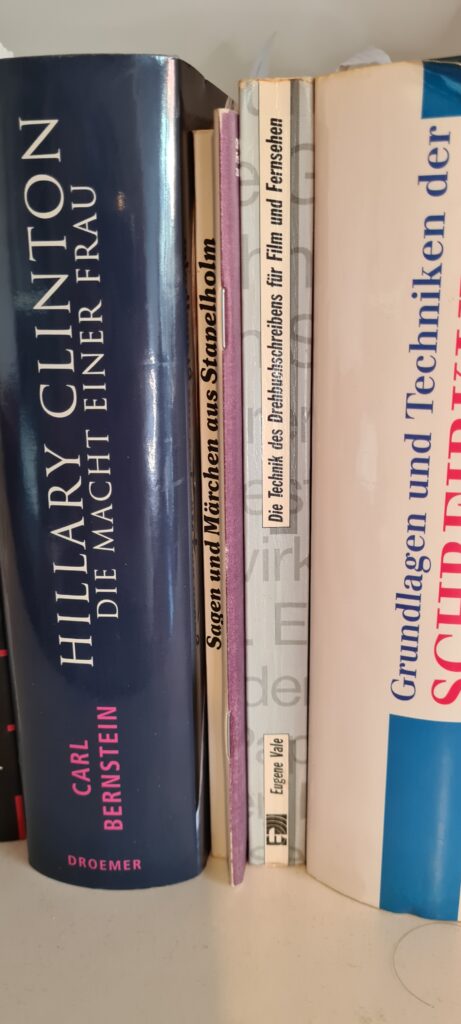 HILLARY CLINTON
DIE MACHT EINER FRAU
CARL
BERNSTEIN
DROEMER
Sagen und Märchen aus Stapelholm
Die Technik des Drehbuchschreibens für Film und Fernsehen
Eugene Vale
Grundlagen und Techniken der